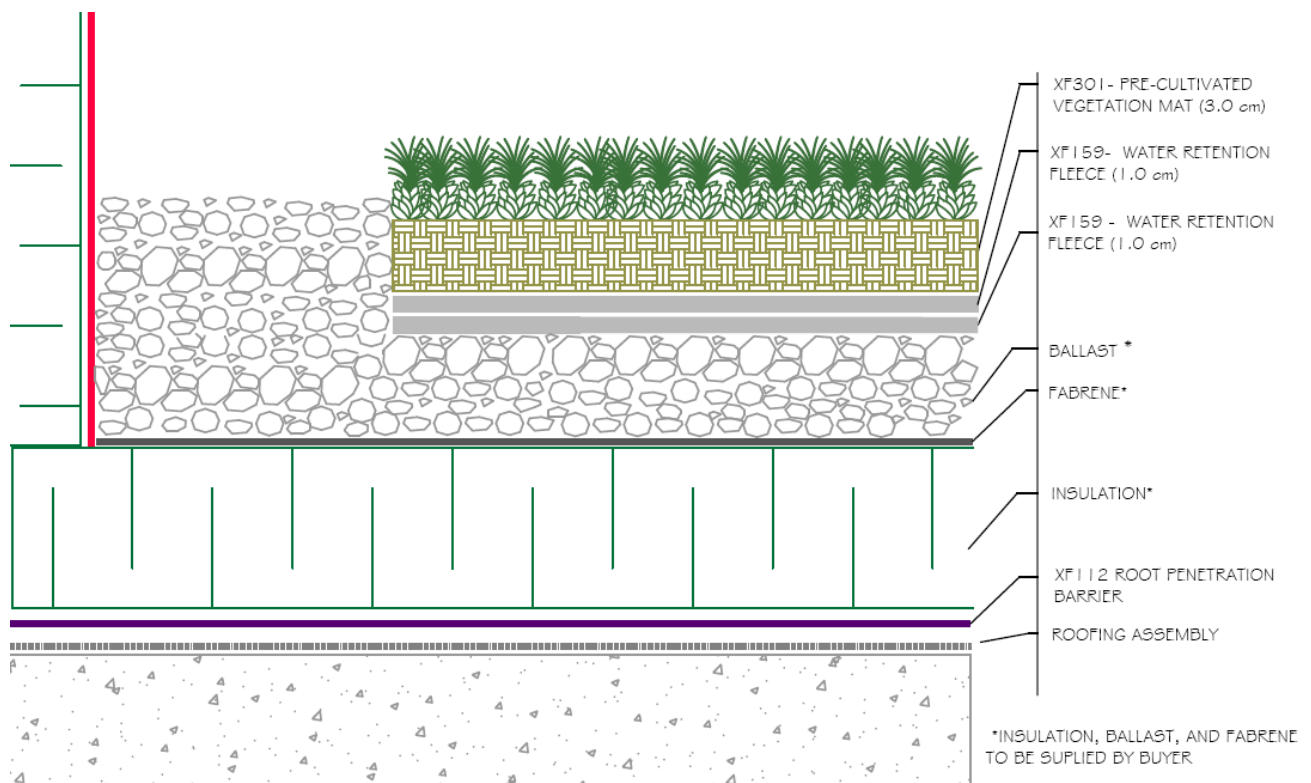 XF301- PRE-CULTIVATED
VEGETATION MAT (3.0 cm)
XF159- WATER RETENTION
FLEECE (1.0 cm)
XF159 - WATER RETENTION
FLEECE (1.0 cm)
BALLAST *
FABRENE*
INSULATION*
XF112 ROOT PENETRATION
BARRIER
ROOFING ASSEMBLY
*INSULATION, BALLAST, AND FABRENE
TO BE SUPLIED BY BUYER